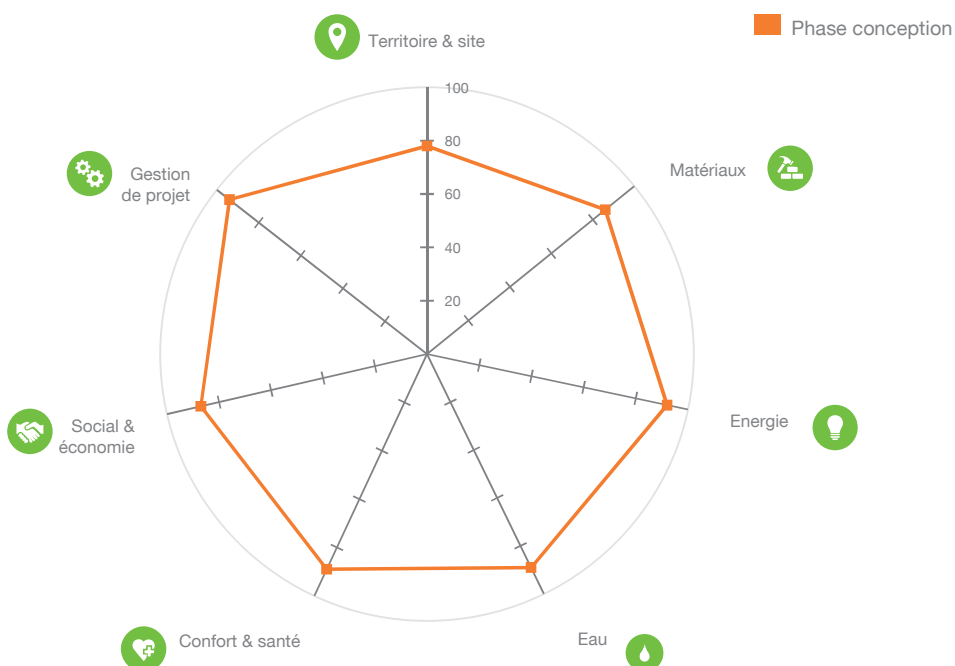 Territoire & site
Phase conception
100
80
60
40
20
Matériaux
Gestion
de projet
Energie
Social &
économie
Confort & santé
Eau